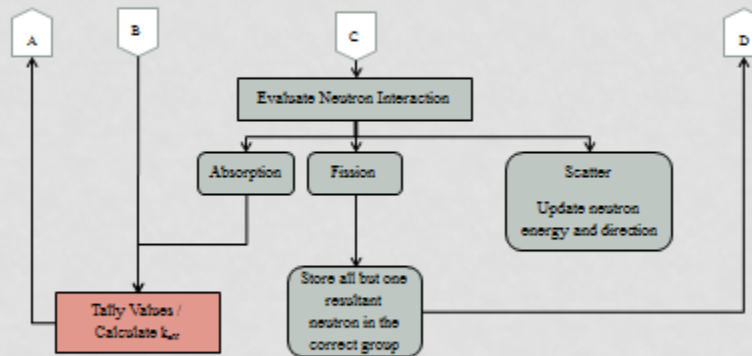 A
B
C
D
Evaluate Neutron Interaction
Absorption
Fission
Scatter
Update neutron
energy and direction
Store all but one
resultant
neutron in the
correct group
Tally Values /
Calculate keff